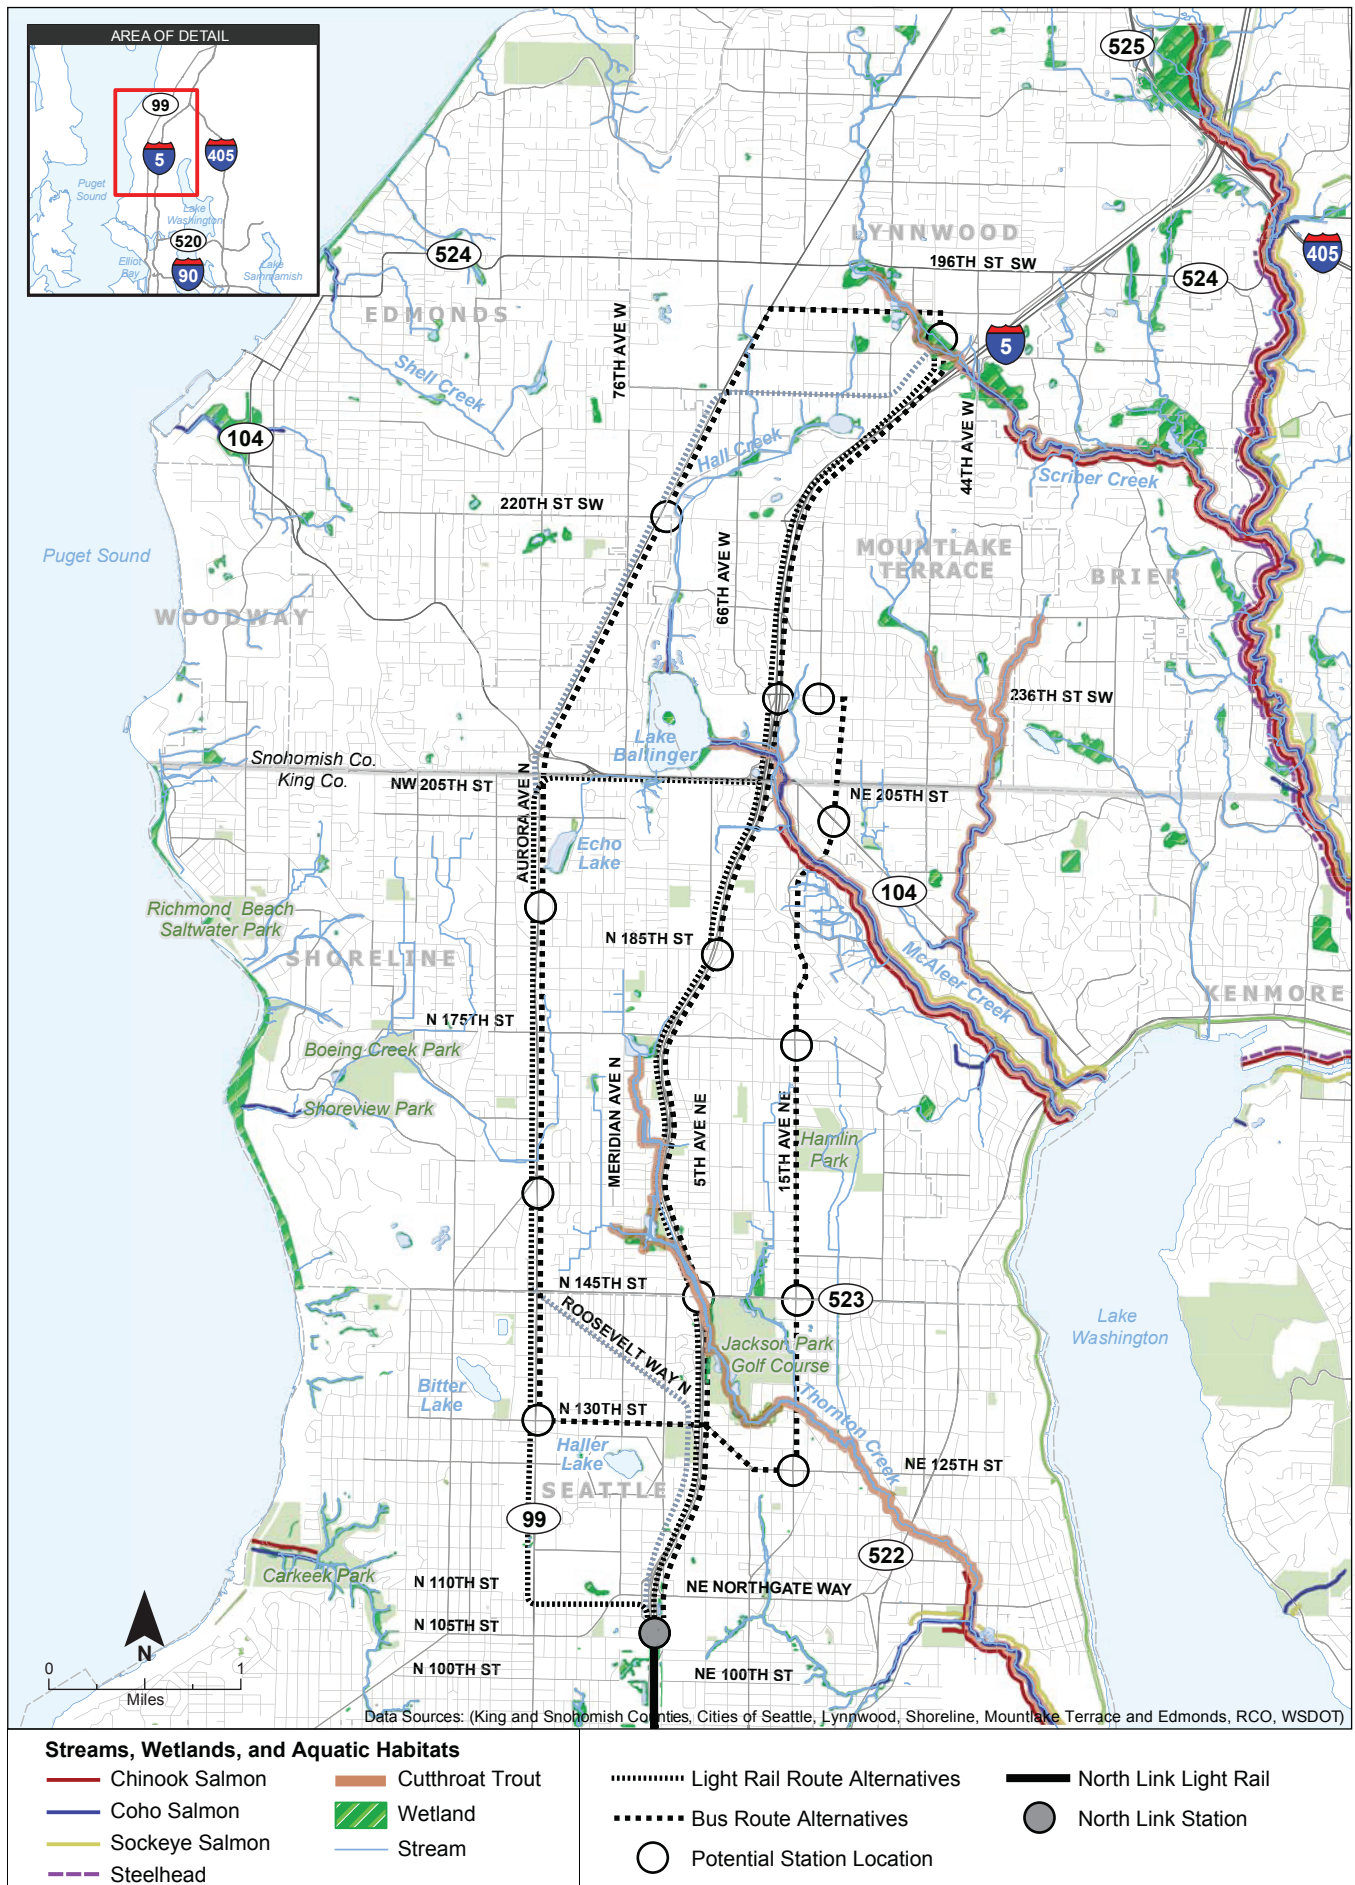 AREA OF DETAIL
99
5
405
Puget
Sound
Lake
Washington
520
Elliot
Bay
90
Lake
Sammamish
525
LYNNWOOD
196TH ST SW
524
524
405
EDMONDS
76TH AVE W
5
Shell Creek
104
Hall Creek
44TH AVE W
Scriber Creek
220TH ST SW
Puget Sound
66TH AVE W
MOUNTLAKE
TERRACE
BRIER
WOODWAY
236TH ST SW
Lake
Ballinger
Snohomish Co.
King Co.
NW 205TH ST
AURORA AVE N
NE 205TH ST
Echo
Lake
104
Richmond Beach
Saltwater Park
N 185TH ST
SHORELINE
McAleer Creek
KENMORE
N 175TH ST
Boeing Creek Park
MERIDIAN AVE N
5TH AVE NE
15TH AVE NE
Shoreview Park
Hamlin
Park
N 145TH ST
523
ROOSEVELT WAY N
Jackson Park
Golf Course
Lake
Washington
Bitter
Lake
N 130TH ST
Thornton Creek
Haller
Lake
NE 125TH ST
SEATTLE
99
522
Carkeek Park
N 110TH ST
NE NORTHGATE WAY
N 105TH ST
N
N 100TH ST
NE 100TH ST
0 1
Miles
Data Sources: (King and Snohomish Counties, Cities of Seattle, Lynnwood, Shoreline, Mountlake Terrace and Edmonds, RCO, WSDOT)
Streams, Wetlands, and Aquatic Habitats
Chinook Salmon
Coho Salmon
Sockeye Salmon
Steelhead
Cutthroat Trout
Wetland
Stream
Light Rail Route Alternatives
Bus Route Alternatives
Potential Station Location
North Link Light Rail
North Link Station